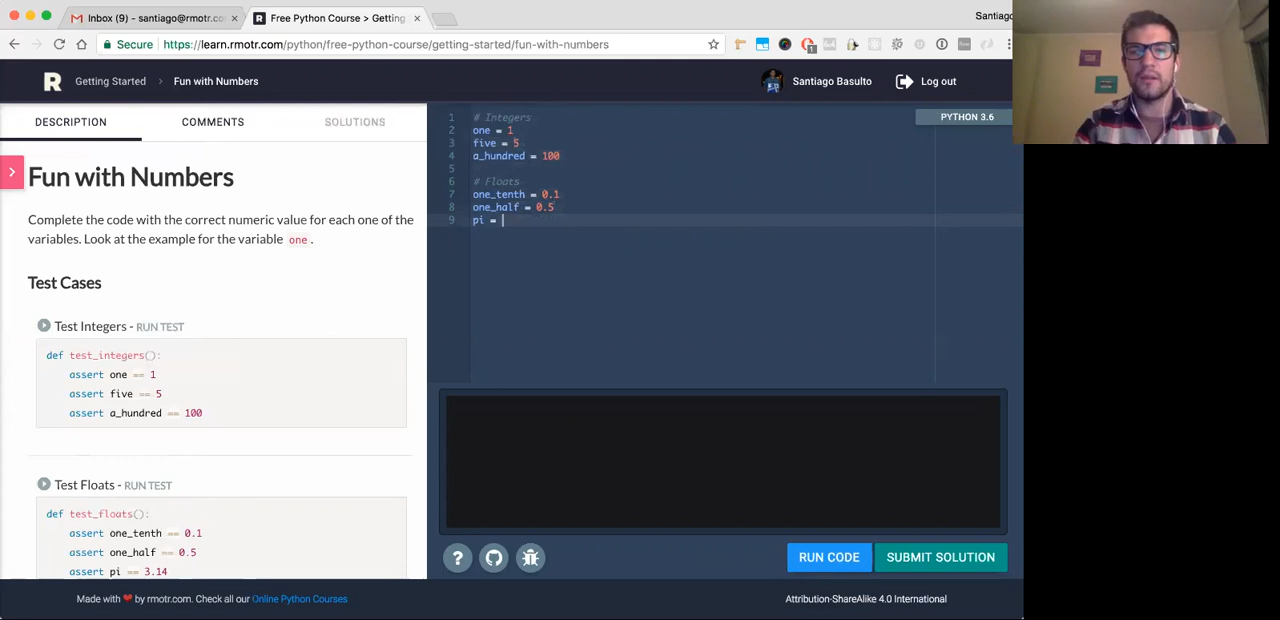 Inbox (9) - santiago@rmotr.co
Free Python Course > Getting
Santiago
Secure
https://learn.rmotr.com/python/free-python-course/getting-started/fun-with-numbers
R
Getting Started > Fun with Numbers
Santiago Basulto
Log out
DESCRIPTION
COMMENTS
SOLUTIONS
Fun with Numbers
Complete the code with the correct numeric value for each one of the
variables. Look at the example for the variable one .
Test Cases
Test Integers - RUN TEST
def test_integers():
assert one == 1
assert five == 5
assert a_hundred == 100
Test Floats - RUN TEST
def test_floats():
assert one_tenth == 0.1
assert one_half == 0.5
assert pi == 3.14
PYTHON 3.6
1 # Integers
2 one = 1
3 five = 5
4 a_hundred = 100
5
6 # Floats
7 one_tenth = 0.1
8 one_half = 0.5
9 pi =
?
RUN CODE
SUBMIT SOLUTION
Made with ❤ by rmotr.com. Check all our Online Python Courses
Attribution-ShareAlike 4.0 International